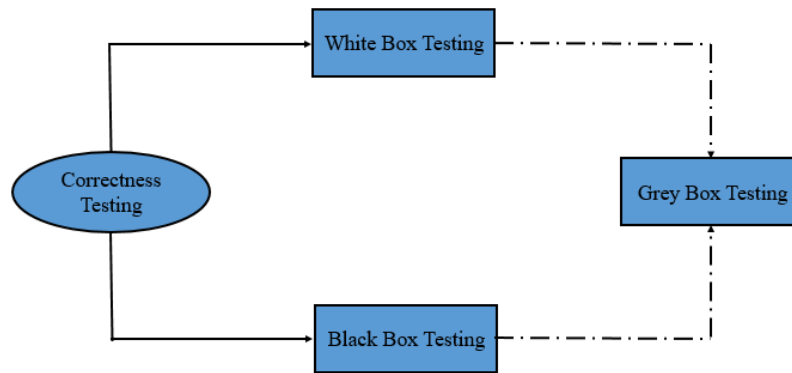 White Box Testing
Correctness
Testing
Grey Box Testing
Black Box Testing